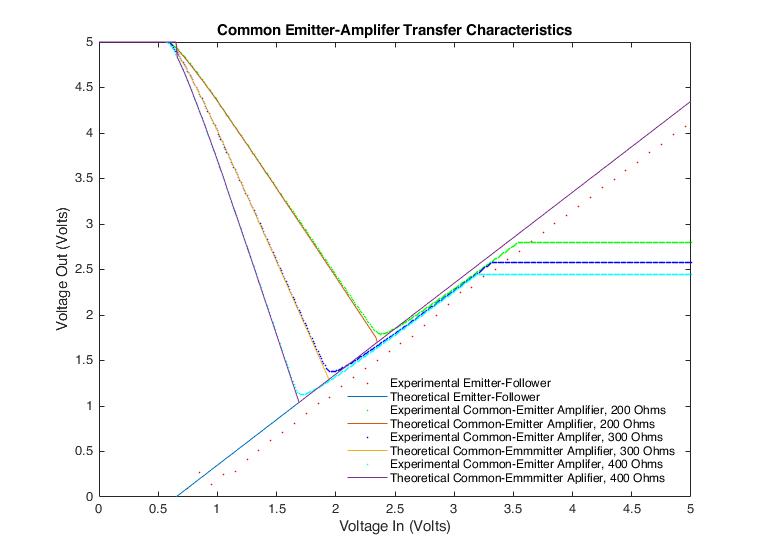 Common Emitter-Amplifer Transfer Characteristics
5
4.5
4
3.5
3
2.5
2
1.5
1
0.5
0
Voltage Out (Volts)
Experimental Emitter-Follower
Theoretical Emitter-Follower
Experimental Common-Emitter Amplifier, 200 Ohms
Theoretical Common-Emitter Amplifier, 200 Ohms
Experimental Common-Emitter Amplifer, 300 Ohms
Theoretical Common-Emmmitter Amplifier, 300 Ohms
Experimental Common-Emitter Amplifer, 400 Ohms
Theoretical Common-Emmmitter Aplifier, 400 Ohms
0 0.5 1 1.5 2 2.5 3 3.5 4 4.5 5
Voltage In (Volts)